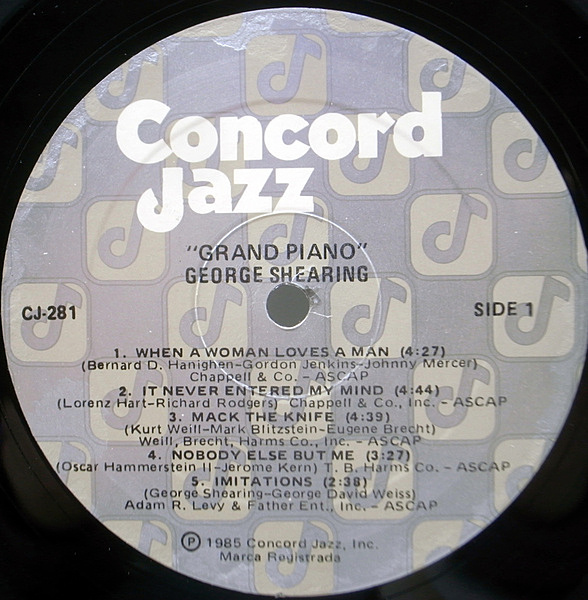 Concord
Jazz
"GRAND PIANO"
GEORGE SHEARING
CJ-281
SIDE 1
1. WHEN A WOMAN LOVES A MAN (4:27)
(Bernard D. Hanighen-Gordon Jenkins-Johnny Mercer)
Chappell & Co. - ASCAP
2. IT NEVER ENTERED MY MIND (4:44)
(Lorenz Hart-Richard Rodgers) Chappell & Co., Inc. - ASCAP
3. MACK THE KNIFE (4:39)
(Kurt Weill-Mark Blitzstein-Eugene Brecht)
Weill, Brecht, Harms Co., Inc. - ASCAP
4. NOBODY ELSE BUT ME (3:27)
(Oscar Hammerstein II-Jerome Kern) T. B. Harms Co. - ASCAP
5. IMITATIONS (2:38)
(George Shearing-George David Weiss)
Adam R. Levy & Father Ent., Inc. - ASCAP
Ⓟ 1985 Concord Jazz, Inc.
Marca Registrada